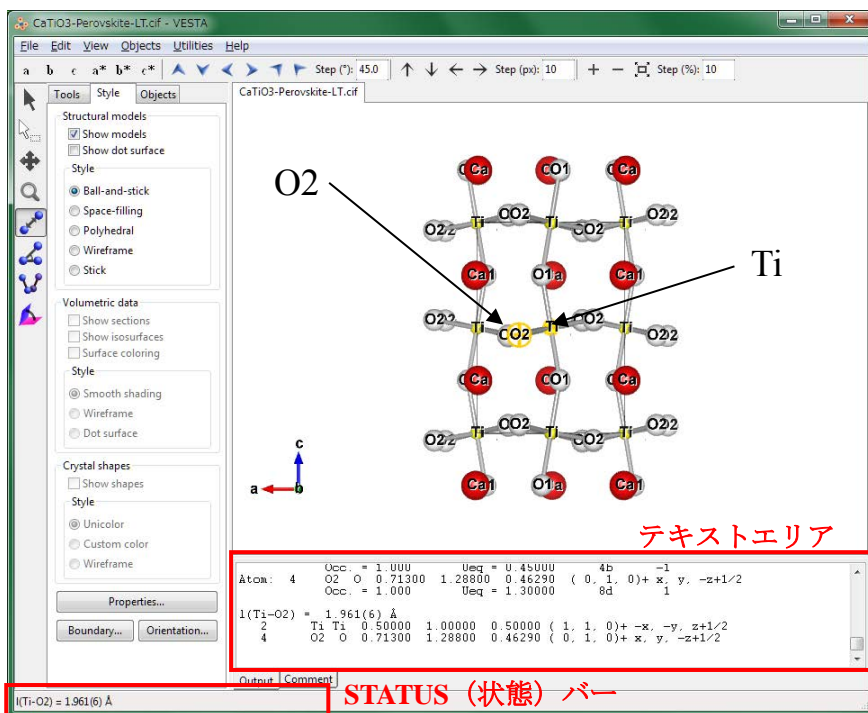 CaTiO3-Perovskite-LT.cif - VESTA
File Edit View Objects Utilities Help
a b c a* b* c* Step (°): 45.0 Step (px): 10 Step (%): 10
Tools Style Objects
CaTiO3-Perovskite-LT.cif
Structural models
Show models
Show dot surface
Style
Ball-and-stick
Space-filling
Polyhedral
Wireframe
Stick
Volumetric data
Show sections
Show isosurfaces
Surface coloring
Style
Smooth shading
Wireframe
Dot surface
Crystal shapes
Show shapes
Style
Unicolor
Custom color
Wireframe
Properties...
Boundary... Orientation...
O2
Ti
Ca O1 Ca
O2 Ti O2 Ti O2 Ti O2
Ca O1 Ca
O2 Ti O2 Ti O2 Ti O2
Ca O1 Ca
O2 Ti O2 Ti O2 Ti O2
Ca O1 Ca
c
a b
テキストエリア
Occ. = 1.000 Ueq = 0.45000 4b -1
Atom: 4 O2 O 0.71300 1.28800 0.46290 ( 0, 1, 0)+ x, y, -z+1/2
Occ. = 1.000 Ueq = 1.30000 8d 1
l(Ti-O2) = 1.961(6) Å
2 Ti Ti 0.50000 1.00000 0.50000 ( 1, 1, 0)+ -x, -y, z+1/2
4 O2 O 0.71300 1.28800 0.46290 ( 0, 1, 0)+ x, y, -z+1/2
Output Comment
l(Ti-O2) = 1.961(6) Å
STATUS（状態）バー